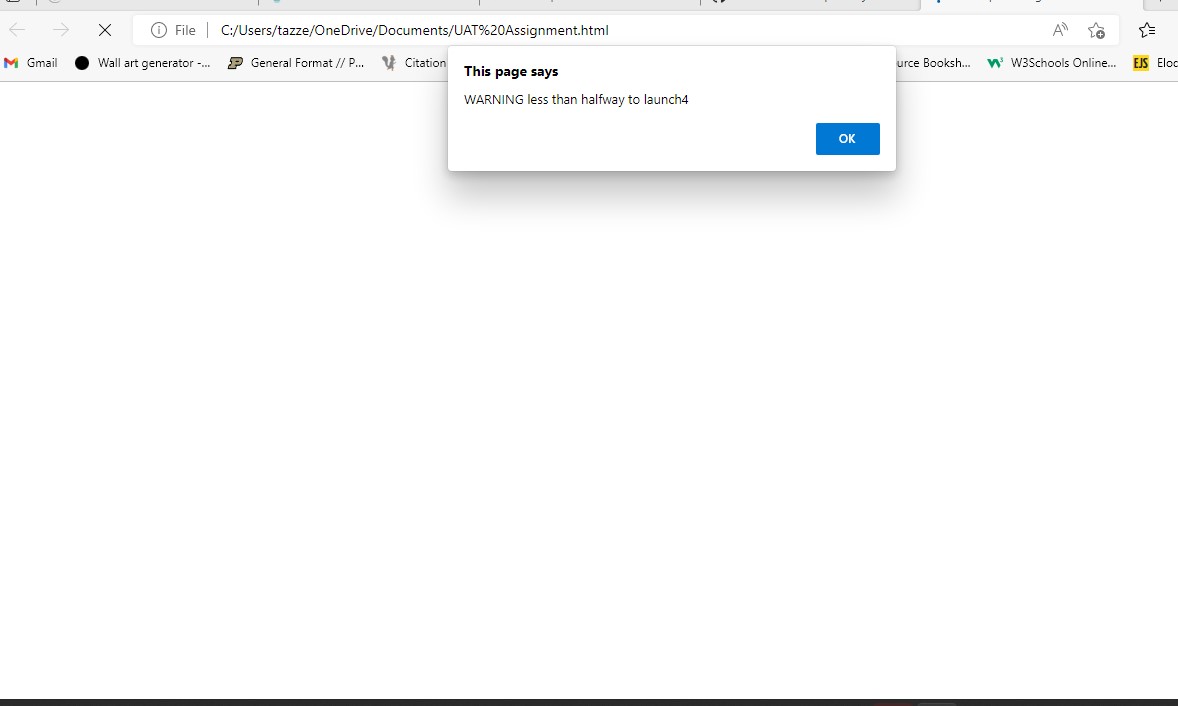 File C:/Users/tazze/OneDrive/Documents/UAT%20Assignment.html
Gmail Wall art generator -... General Format // P... Citation urce Booksh... W3Schools Online... EJS Eloc
This page says
WARNING less than halfway to launch4
OK